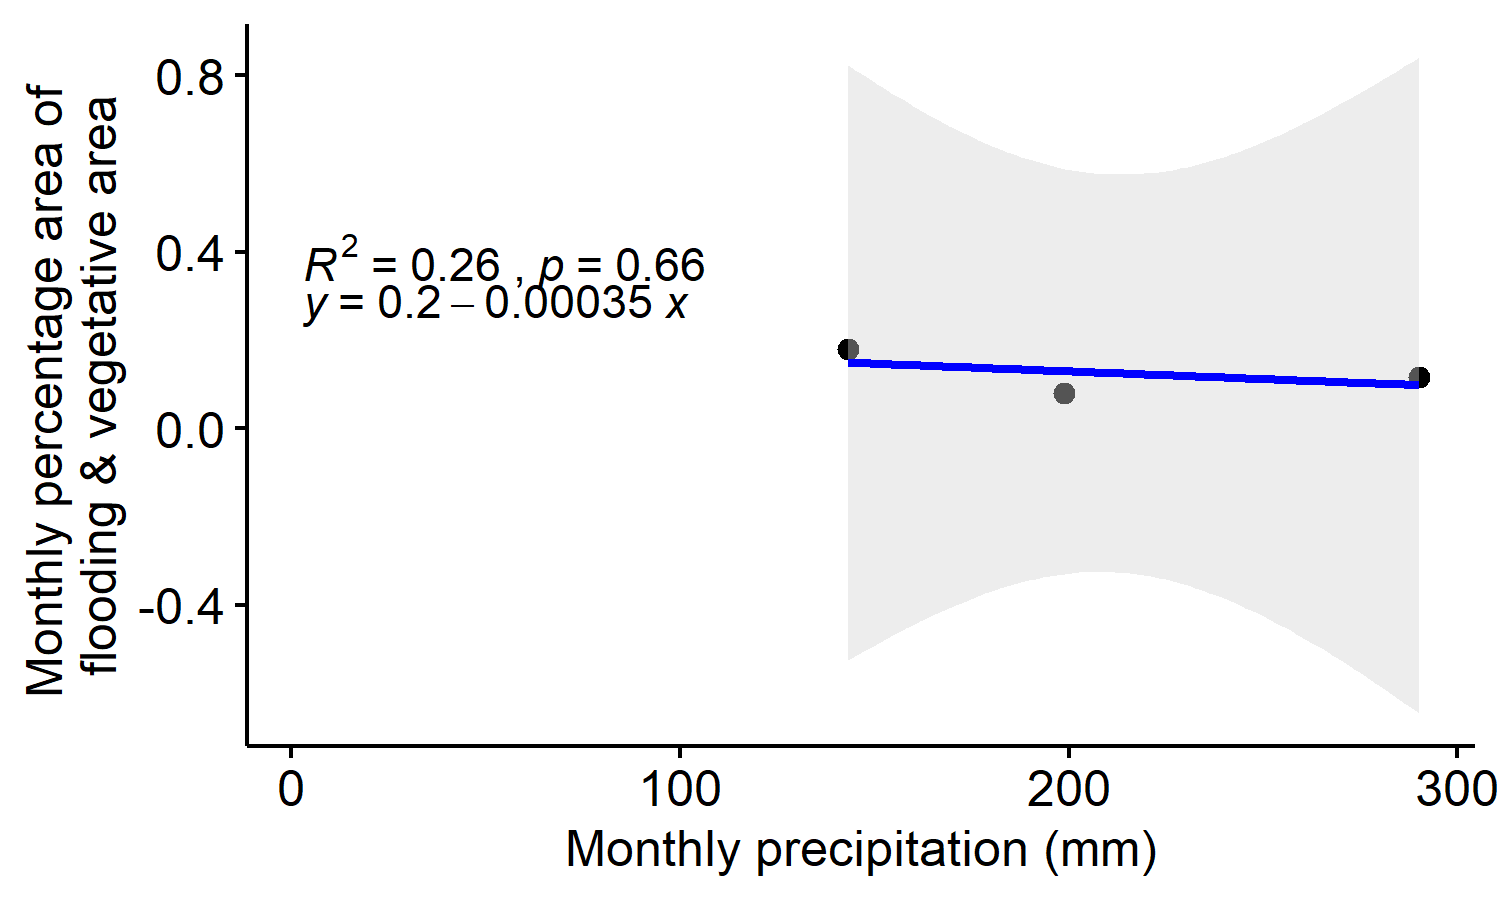 Monthly percentage area of
flooding & vegetative area
0.8
0.4
0.0
-0.4
R² = 0.26 , p = 0.66
y = 0.2 – 0.00035 x
0 100 200 300
Monthly precipitation (mm)